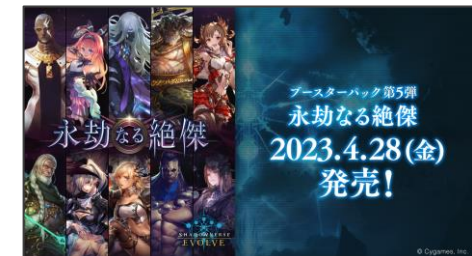 永劫なる絶傑
SHADOWVERSE
EVOLVE
ブースターパック第5弾
永劫なる絶傑
2023.4.28(金)
発売!
© Cygames, Inc.